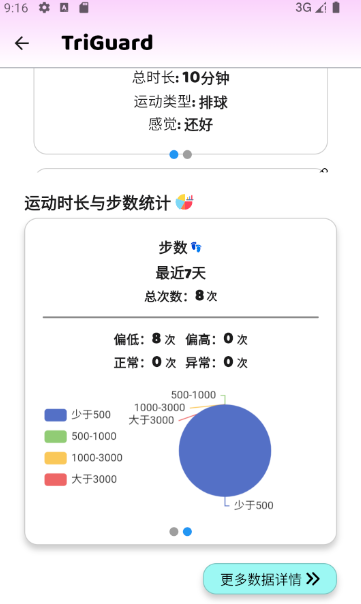 9:16 3G
TriGuard
总时长: 10分钟
运动类型: 排球
感觉: 还好
运动时长与步数统计
步数
最近7天
总次数: 8 次
偏低: 8 次 偏高: 0 次
正常: 0 次 异常: 0 次
少于500
500-1000
1000-3000
大于3000
500-1000
1000-3000
大于3000
少于500
更多数据详情